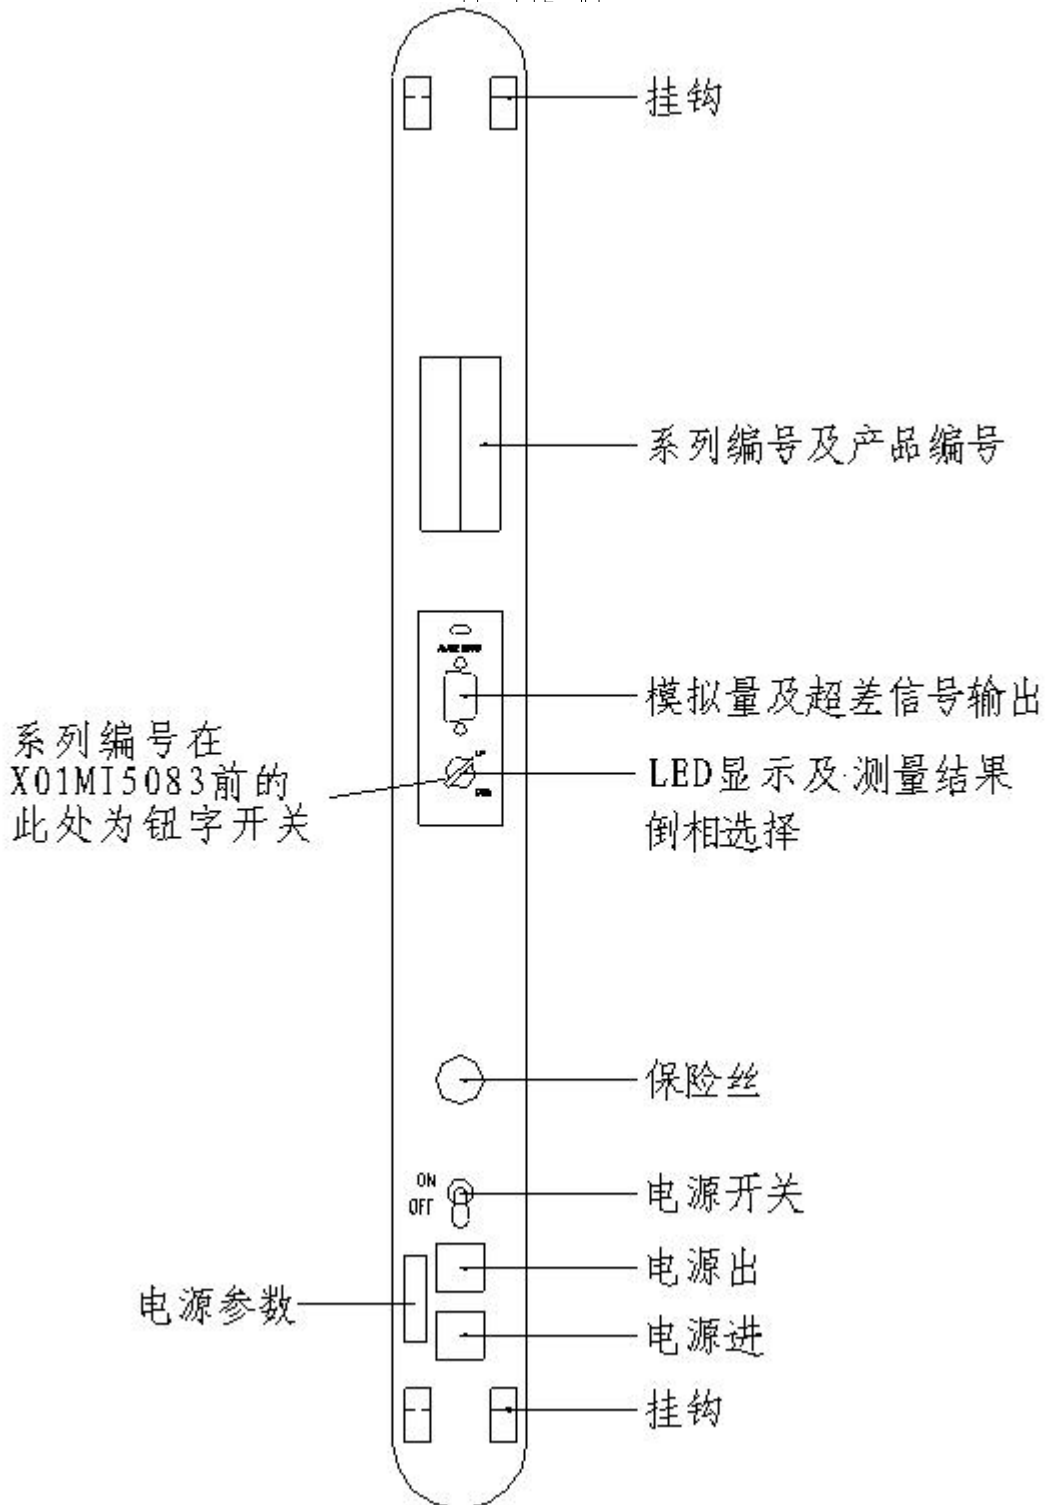 挂钩
系列编号及产品编号
模拟量及超差信号输出
系列编号在
X01MI5083前的
此处为钮字开关
LED显示及测量结果
倒相选择
保险丝
ON
OFF
电源开关
电源出
电源参数
电源进
挂钩